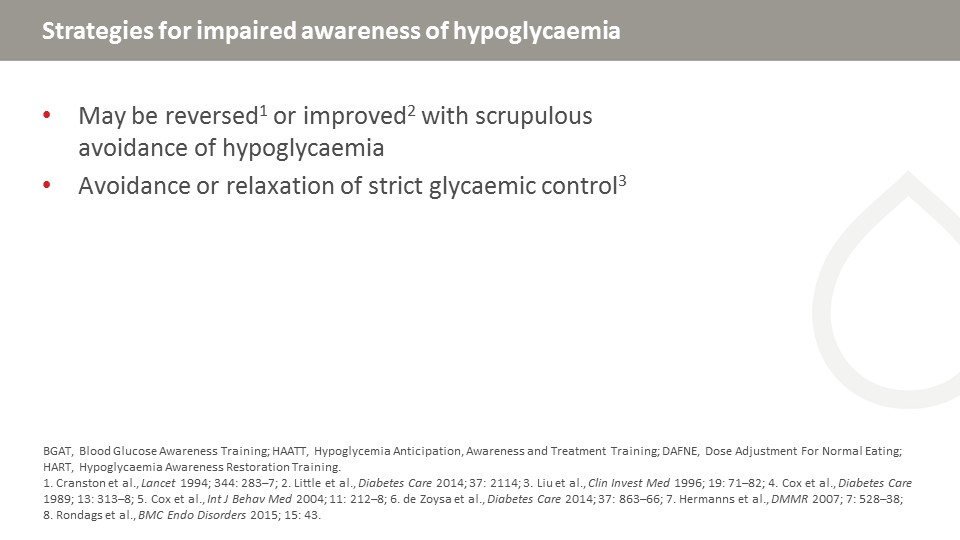 Strategies for impaired awareness of hypoglycaemia
• May be reversed¹ or improved² with scrupulous
avoidance of hypoglycaemia
• Avoidance or relaxation of strict glycaemic control³
BGAT, Blood Glucose Awareness Training; HAATT, Hypoglycemia Anticipation, Awareness and Treatment Training; DAFNE, Dose Adjustment For Normal Eating;
HART, Hypoglycaemia Awareness Restoration Training.
1. Cranston et al., Lancet 1994; 344: 283–7; 2. Little et al., Diabetes Care 2014; 37: 2114; 3. Liu et al., Clin Invest Med 1996; 19: 71–82; 4. Cox et al., Diabetes Care
1989; 13: 313–8; 5. Cox et al., Int J Behav Med 2004; 11: 212–8; 6. de Zoysa et al., Diabetes Care 2014; 37: 863–66; 7. Hermanns et al., DMMR 2007; 7: 528–38;
8. Rondags et al., BMC Endo Disorders 2015; 15: 43.